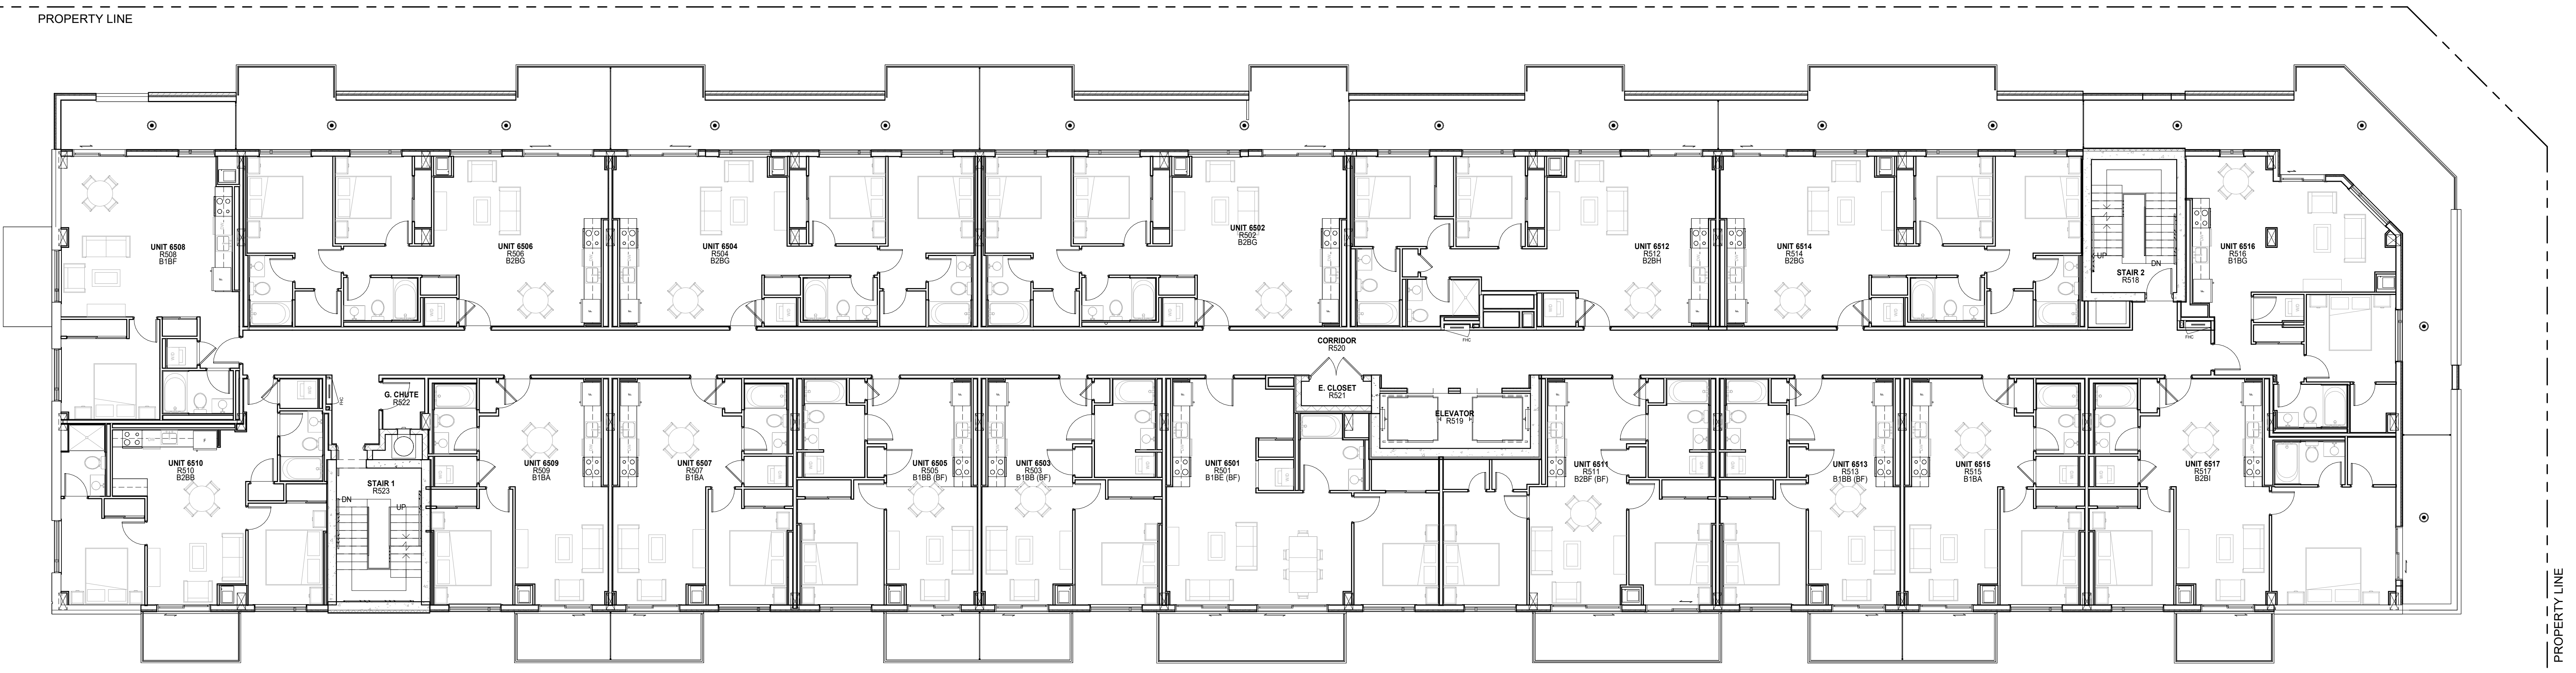 PROPERTY LINE
UNIT 6508
R508
B1BF
UNIT 6506
R506
B2BG
UNIT 6504
R504
B2BG
UNIT 6502
R502
B2BG
UNIT 6512
R512
B2BH
UNIT 6514
R514
B2BG
UP
DN
STAIR 2
R518
UNIT 6516
R516
B1BG
CORRIDOR
R520
FHC
FHC
FHC
G. CHUTE
R522
E. CLOSET
R521
ELEVATOR
R519
UNIT 6510
R510
B2BB
STAIR 1
R523
DN
UP
UNIT 6509
R509
B1BA
UNIT 6507
R507
B1BA
UNIT 6505
R505
B1BB (BF)
UNIT 6503
R503
B1BB (BF)
UNIT 6501
R501
B1BE (BF)
UNIT 6511
R511
B2BF (BF)
UNIT 6513
R513
B1BB (BF)
UNIT 6515
R515
B1BA
UNIT 6517
R517
B2BI
PROPERTY LINE